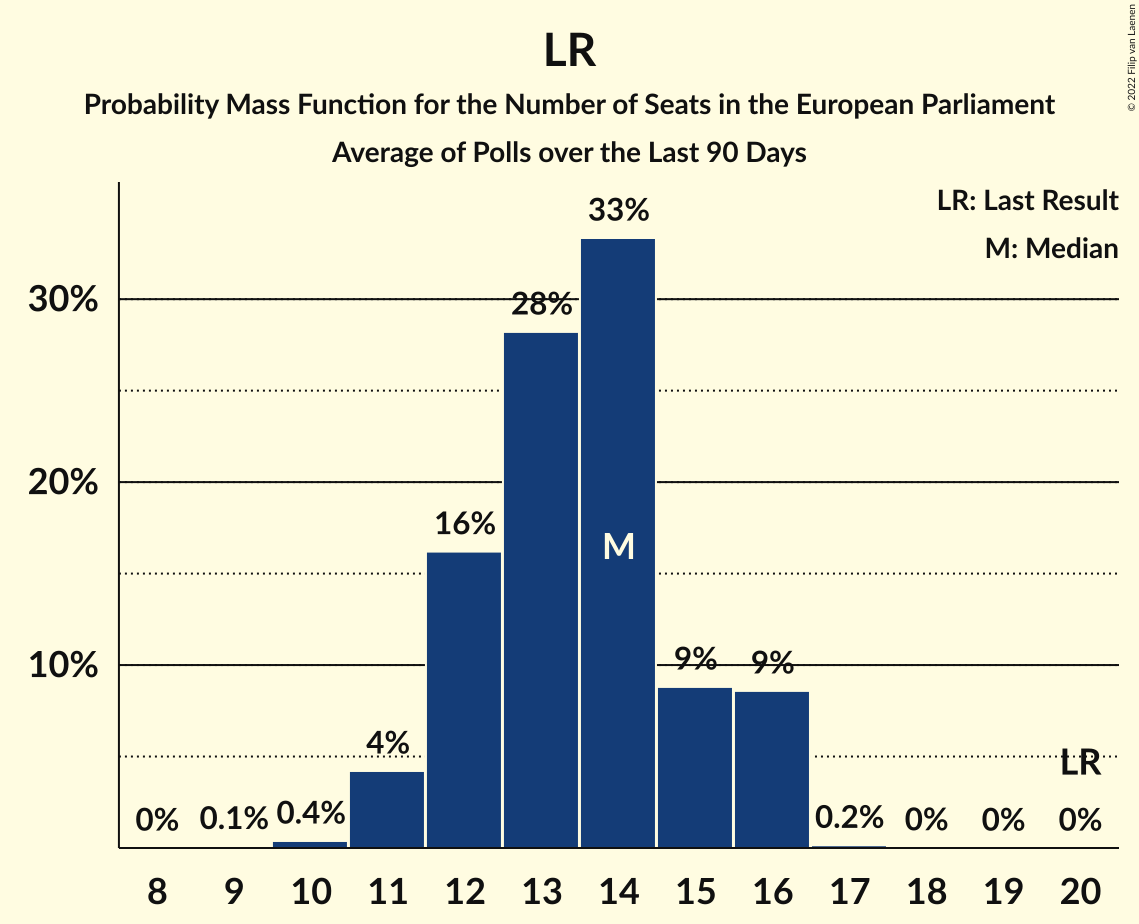 LR
Probability Mass Function for the Number of Seats in the European Parliament
Average of Polls over the Last 90 Days
© 2022 Filip van Laenen
LR: Last Result
M: Median
30%
20%
10%
0%
0.1%
0.4%
4%
16%
28%
33%
M
9%
9%
0.2%
0%
0%
LR
0%
8 9 10 11 12 13 14 15 16 17 18 19 20